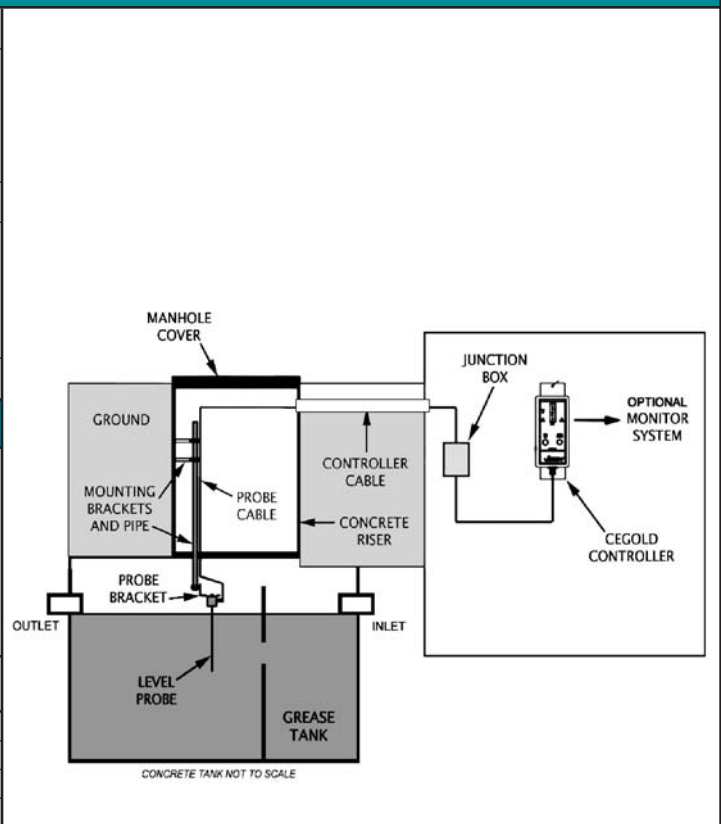 MANHOLE
COVER
JUNCTION
BOX
GROUND
OPTIONAL
MONITOR
SYSTEM
CONTROLLER
CABLE
MOUNTING
BRACKETS
AND PIPE
PROBE
CABLE
CONCRETE
RISER
CEGOLD
CONTROLLER
PROBE
BRACKET
OUTLET
INLET
LEVEL
PROBE
GREASE
TANK
CONCRETE TANK NOT TO SCALE